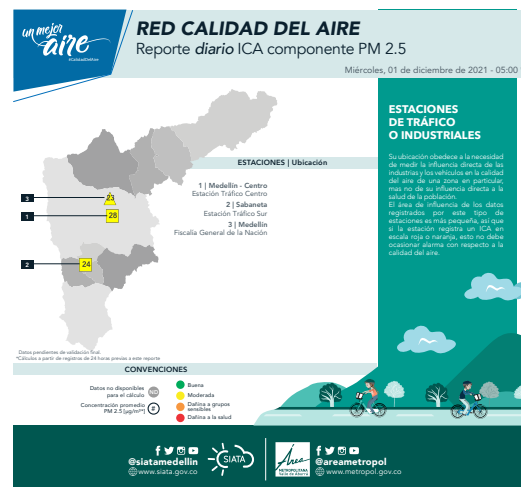 un mejor
aire
#CalidadDelAire
RED CALIDAD DEL AIRE
Reporte diario ICA componente PM 2.5
Miércoles, 01 de diciembre de 2021 - 05:00
ESTACIONES | Ubicación
1 | Medellín - Centro
Estación Tráfico Centro
2 | Sabaneta
Estación Tráfico Sur
3 | Medellín
Fiscalía General de la Nación
3
23
1
28
2
24
ESTACIONES
DE TRÁFICO
O INDUSTRIALES
Su ubicación obedece a la necesidad
de medir la influencia directa de las
industrias y los vehículos en la calidad
del aire de una zona en particular,
mas no de su influencia directa a la
salud de la población.
El área de influencia de los datos
registrados por este tipo de
estaciones es más pequeña, así que
si la estación registra un ICA en
escala roja o naranja, esto no debe
ocasionar alarma con respecto a la
calidad del aire.
Datos pendientes de validación final.
*Cálculos a partir de registros de 24 horas previas a este reporte
CONVENCIONES
Datos no disponibles
para el cálculo
Concentración promedio
PM 2.5 [µg/m³]
#
Buena
Moderada
Dañina a grupos
sensibles
Dañina a la salud
@siatamedellin
www.siata.gov.co
SIATA
Área
METROPOLITANA
Valle de Aburrá
@areametropol
www.metropol.gov.co